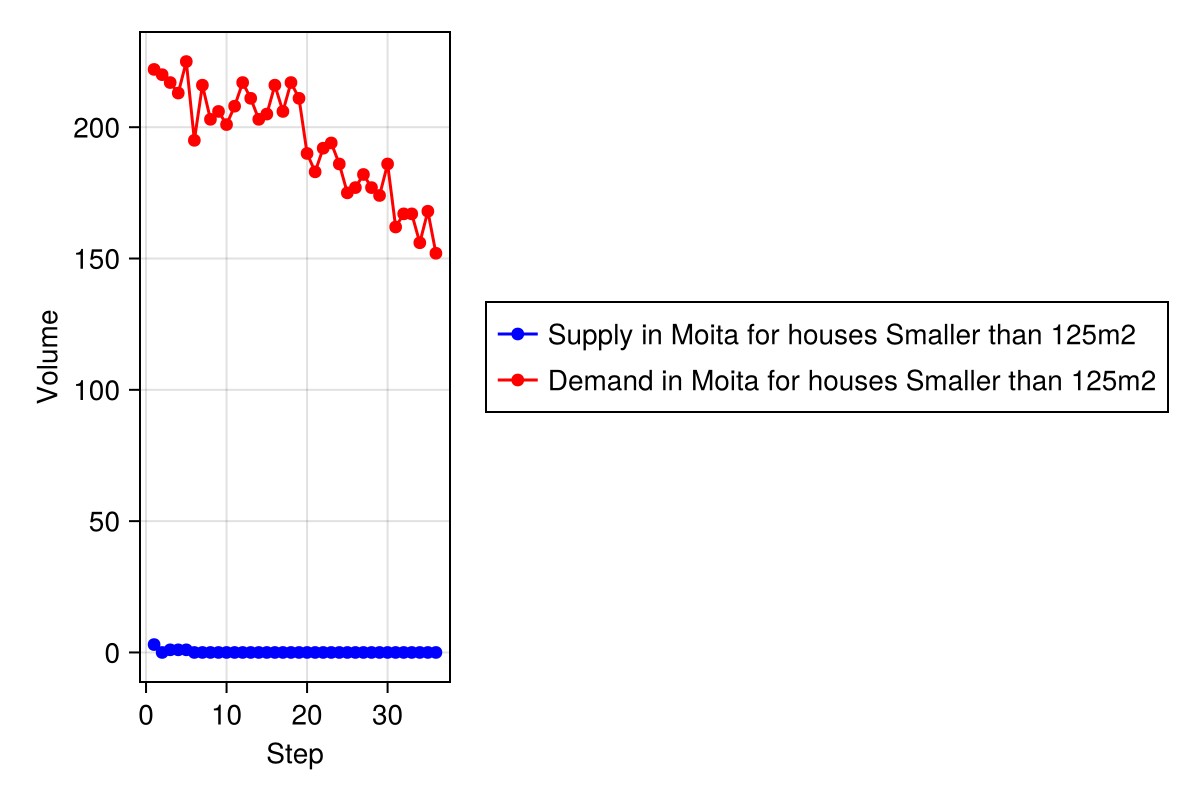 200
150
100
50
0
Volume
0 10 20 30
Step
Supply in Moita for houses Smaller than 125m2
Demand in Moita for houses Smaller than 125m2